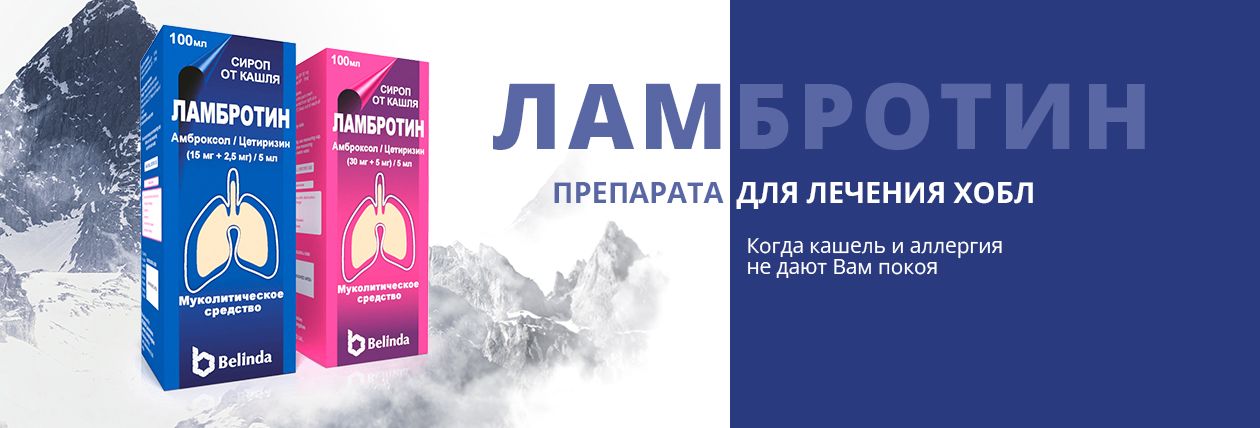 100мл
СИРОП
ОТ КАШЛЯ
ЛАМБРОТИН
Амброксол / Цетиризин
(15 мг + 2,5 мг) / 5 мл
Муколитическое
средство
Belinda
100мл
СИРОП
ОТ КАШЛЯ
ЛАМБРОТИН
Амброксол / Цетиризин
(30 мг + 5 мг) / 5 мл
Муколитическое
средство
Belinda
ЛАМБРОТИН
ПРЕПАРАТА ДЛЯ ЛЕЧЕНИЯ ХОБЛ
Когда кашель и аллергия
не дают Вам покоя